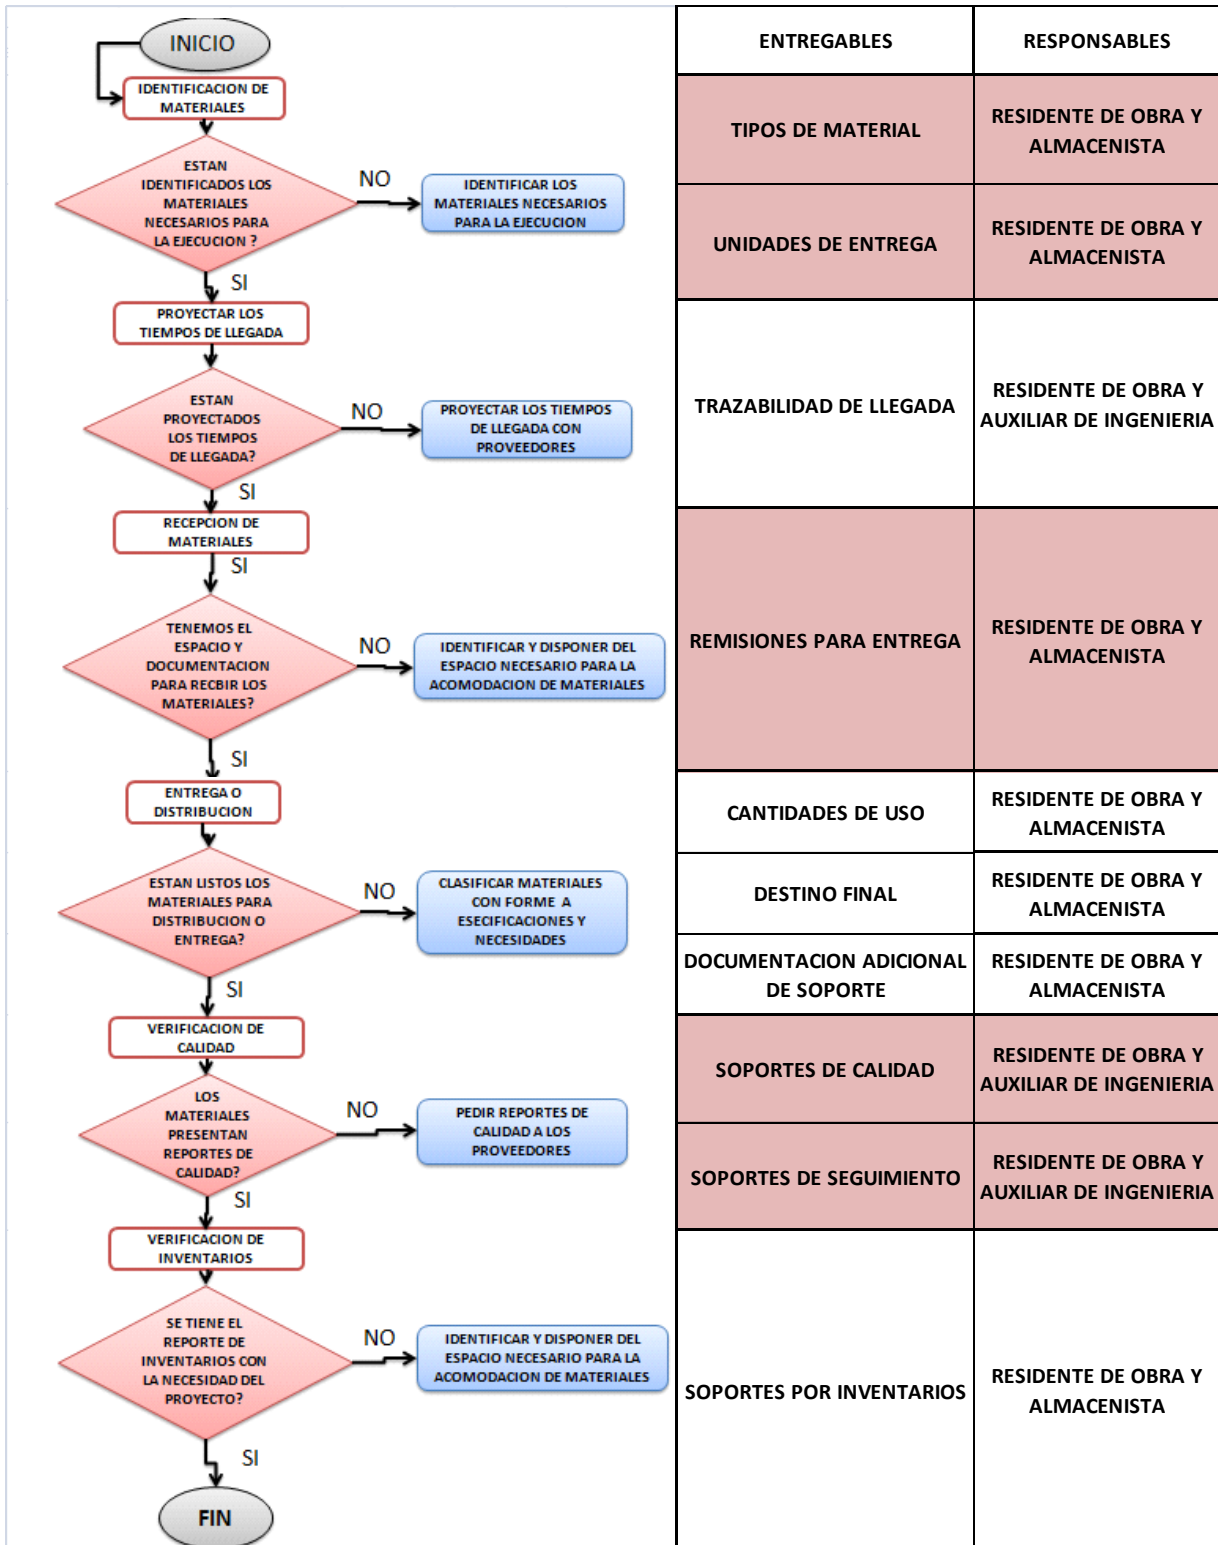 INICIO
IDENTIFICACION DE
MATERIALES
ESTAN
IDENTIFICADOS LOS
MATERIALES
NECESARIOS PARA
LA EJECUCION ?
NO
IDENTIFICAR LOS
MATERIALES NECESARIOS
PARA LA EJECUCION
SI
PROYECTAR LOS
TIEMPOS DE LLEGADA
ESTAN
PROYECTADOS
LOS TIEMPOS
DE LLEGADA?
NO
PROYECTAR LOS TIEMPOS
DE LLEGADA CON
PROVEEDORES
SI
RECEPCION DE
MATERIALES
SI
TENEMOS EL
ESPACIO Y
DOCUMENTACION
PARA RECBIR LOS
MATERIALES?
NO
IDENTIFICAR Y DISPONER DEL
ESPACIO NECESARIO PARA LA
ACOMODACION DE MATERIALES
SI
ENTREGA O
DISTRIBUCION
ESTAN LISTOS LOS
MATERIALES PARA
DISTRIBUCION O
ENTREGA?
NO
CLASIFICAR MATERIALES
CON FORME A
ESECIFICACIONES Y
NECESIDADES
SI
VERIFICACION DE
CALIDAD
LOS
MATERIALES
PRESENTAN
REPORTES DE
CALIDAD?
NO
PEDIR REPORTES DE
CALIDAD A LOS
PROVEEDORES
SI
VERIFICACION DE
INVENTARIOS
SE TIENE EL
REPORTE DE
INVENTARIOS CON
LA NECESIDAD DEL
PROYECTO?
NO
IDENTIFICAR Y DISPONER DEL
ESPACIO NECESARIO PARA LA
ACOMODACION DE MATERIALES
SI
FIN
ENTREGABLES
RESPONSABLES
TIPOS DE MATERIAL
RESIDENTE DE OBRA Y
ALMACENISTA
UNIDADES DE ENTREGA
RESIDENTE DE OBRA Y
ALMACENISTA
TRAZABILIDAD DE LLEGADA
RESIDENTE DE OBRA Y
AUXILIAR DE INGENIERIA
REMISIONES PARA ENTREGA
RESIDENTE DE OBRA Y
ALMACENISTA
CANTIDADES DE USO
RESIDENTE DE OBRA Y
ALMACENISTA
DESTINO FINAL
RESIDENTE DE OBRA Y
ALMACENISTA
DOCUMENTACION ADICIONAL
DE SOPORTE
RESIDENTE DE OBRA Y
ALMACENISTA
SOPORTES DE CALIDAD
RESIDENTE DE OBRA Y
AUXILIAR DE INGENIERIA
SOPORTES DE SEGUIMIENTO
RESIDENTE DE OBRA Y
AUXILIAR DE INGENIERIA
SOPORTES POR INVENTARIOS
RESIDENTE DE OBRA Y
ALMACENISTA